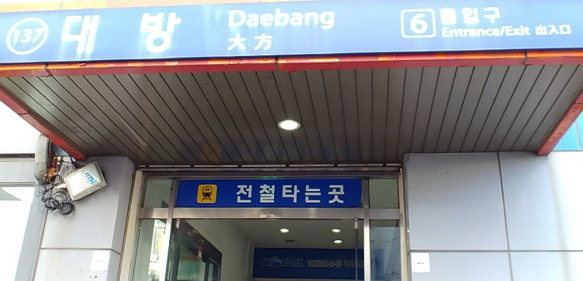 137 대방 Daebang
大方
6 출입구
Entrance/Exit 出入口
전철타는곳